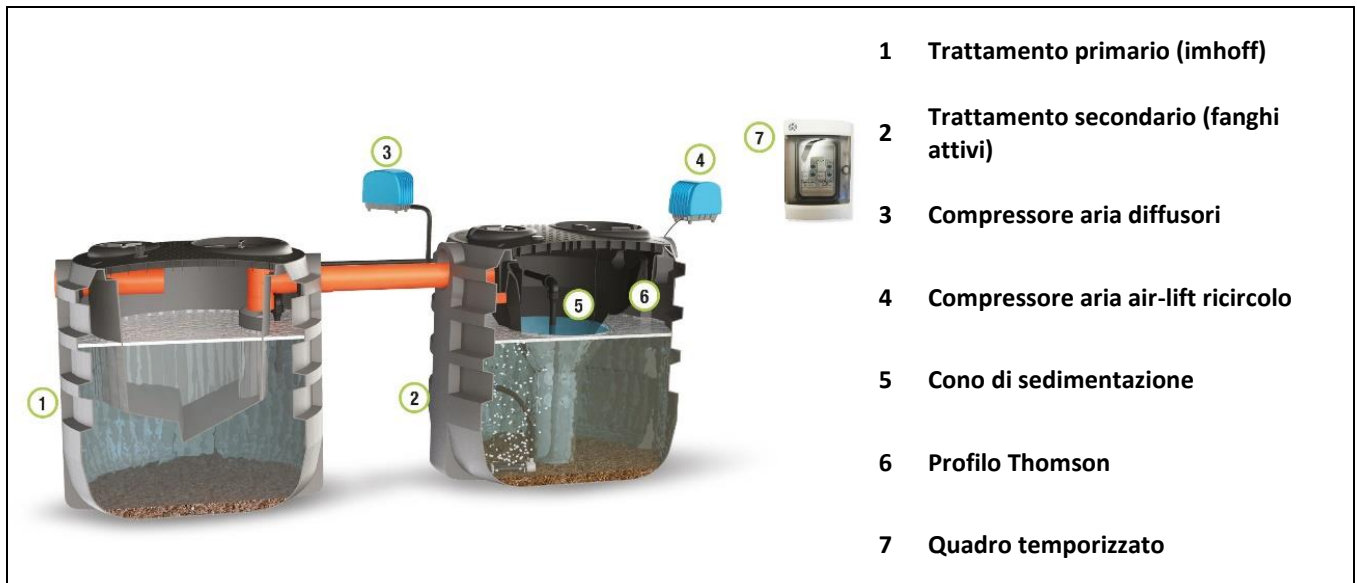 1 Trattamento primario (imhoff)
2 Trattamento secondario (fanghi
attivi)
3 Compressore aria diffusori
4 Compressore aria air-lift ricircolo
5 Cono di sedimentazione
6 Profilo Thomson
7 Quadro temporizzato
3
4
7
5
6
1
2